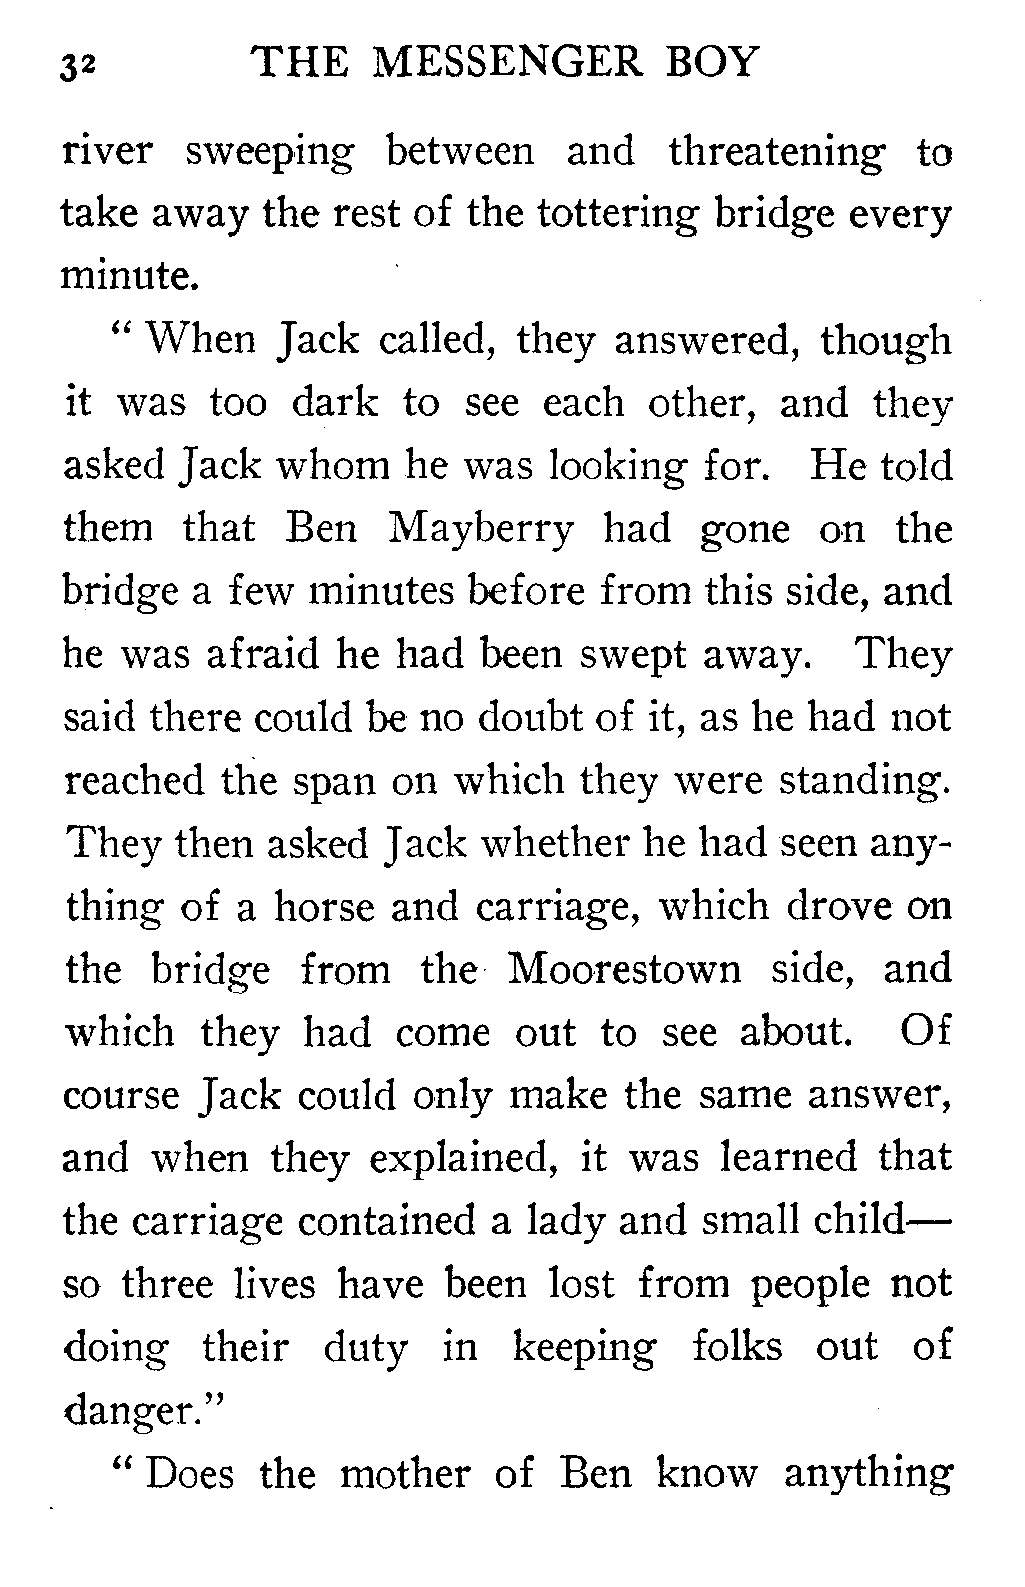 32 THE MESSENGER BOY
river sweeping between and threatening to
take away the rest of the tottering bridge every
minute.
“ When Jack called, they answered, though
it was too dark to see each other, and they
asked Jack whom he was looking for. He told
them that Ben Mayberry had gone on the
bridge a few minutes before from this side, and
he was afraid he had been swept away. They
said there could be no doubt of it, as he had not
reached the span on which they were standing.
They then asked Jack whether he had seen any-
thing of a horse and carriage, which drove on
the bridge from the Moorestown side, and
which they had come out to see about. Of
course Jack could only make the same answer,
and when they explained, it was learned that
the carriage contained a lady and small child—
so three lives have been lost from people not
doing their duty in keeping folks out of
danger.”
“ Does the mother of Ben know anything